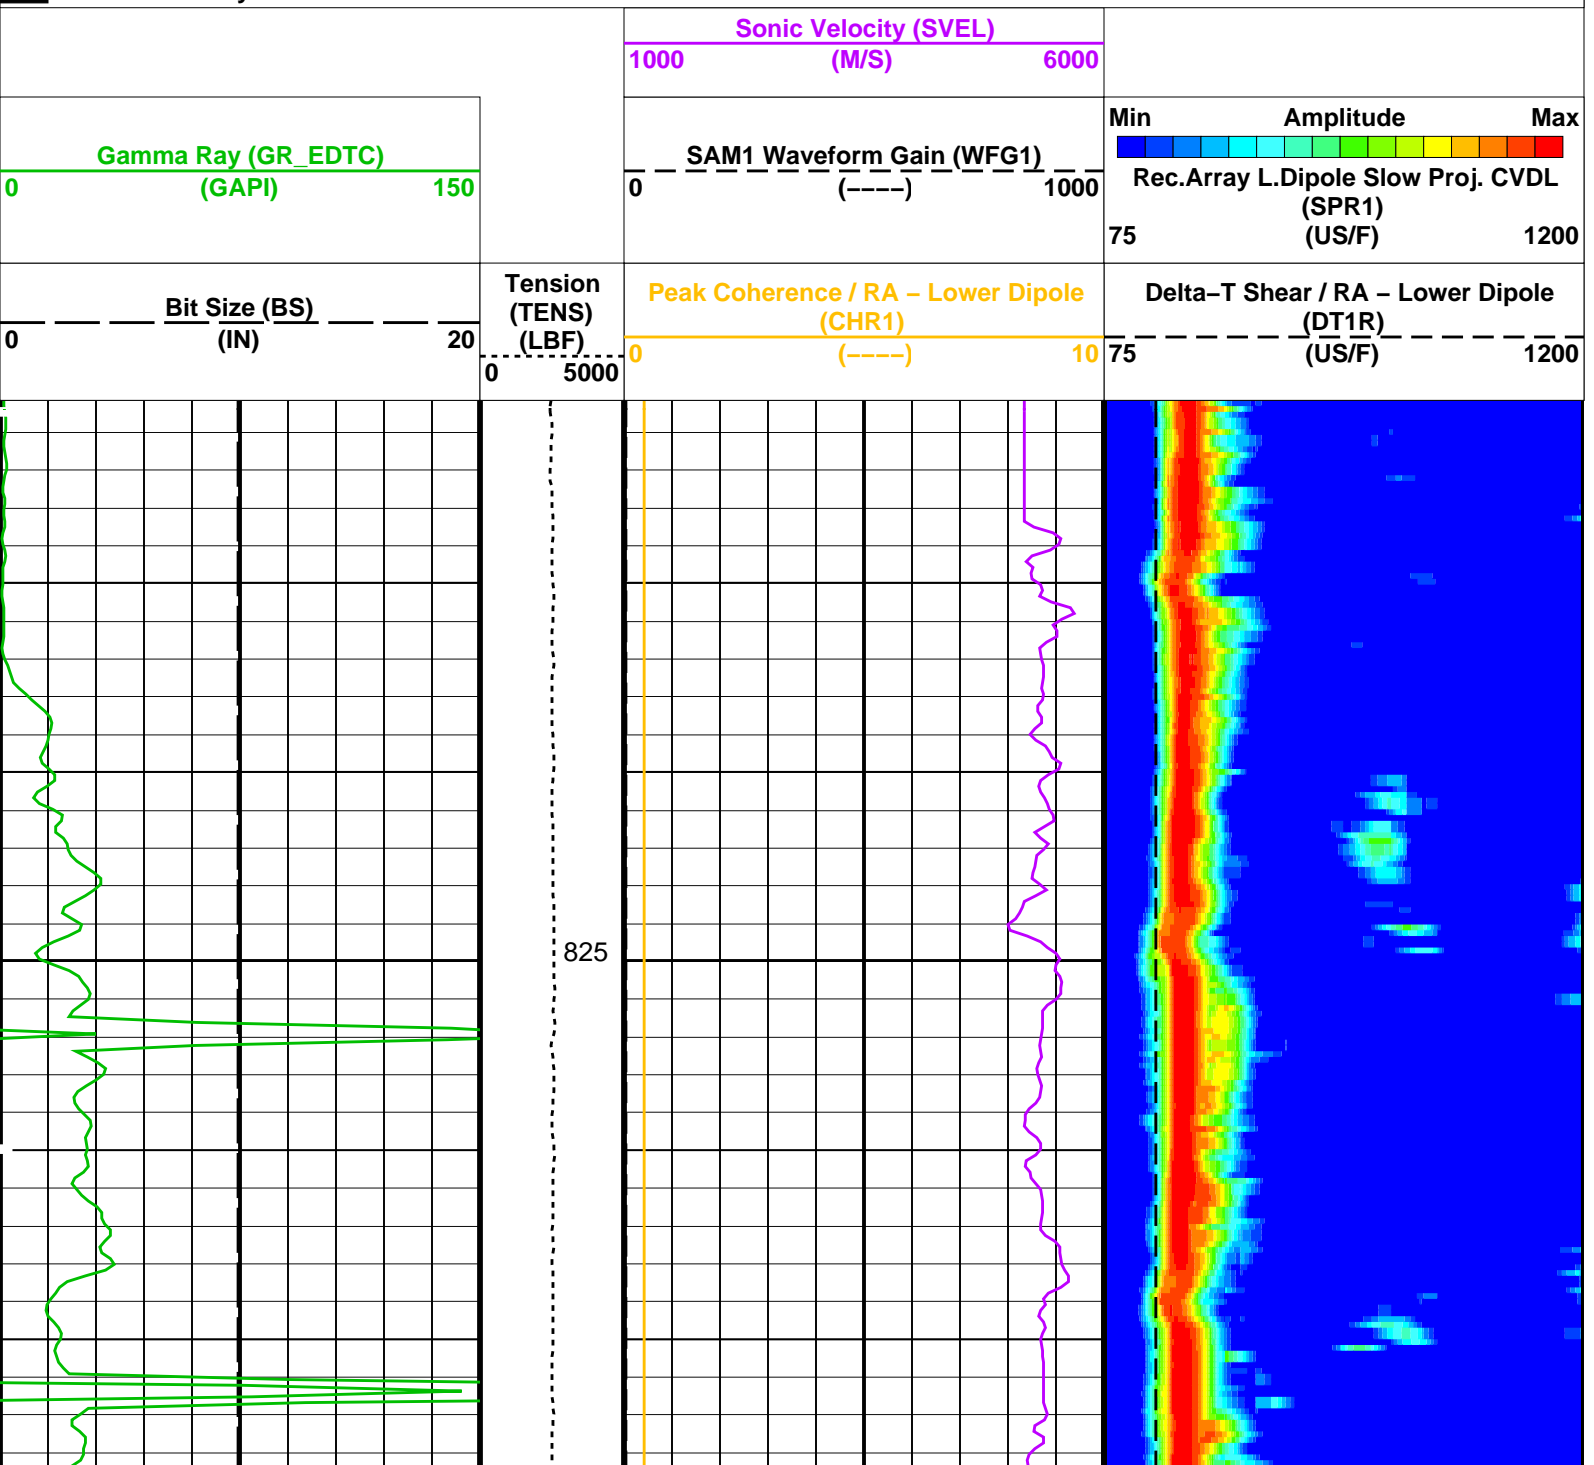 Sonic Velocity (SVEL)
1000 (M/S) 6000
Min Amplitude Max
Gamma Ray (GR_EDTC)
0 (GAPI) 150
SAM1 Waveform Gain (WFG1)
0 (----) 1000
Rec.Array L.Dipole Slow Proj. CVDL
(SPR1)
75 (US/F) 1200
Bit Size (BS)
0 (IN) 20
Tension
(TENS)
(LBF)
0 5000
Peak Coherence / RA – Lower Dipole
(CHR1)
0 (----) 10
Delta–T Shear / RA – Lower Dipole
(DT1R)
75 (US/F) 1200
825